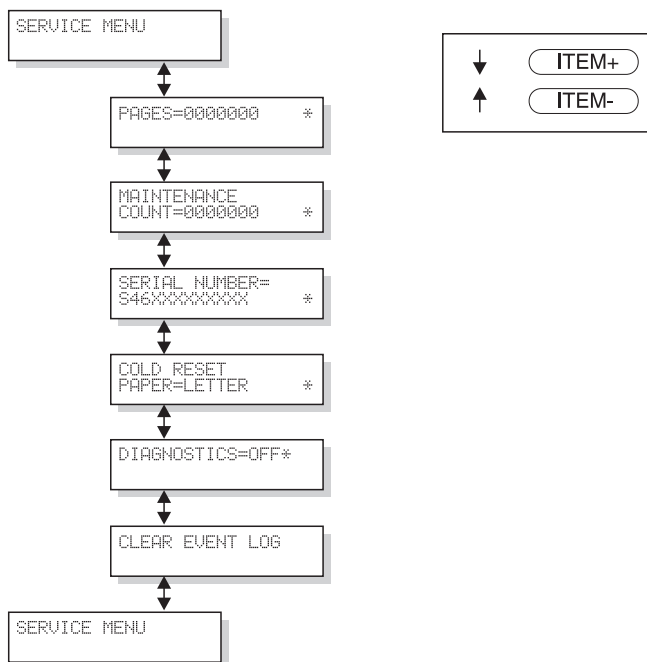 SERVICE MENU
ITEM+
ITEM-
PAGES=0000000 *
MAINTENANCE
COUNT=0000000 *
SERIAL NUMBER=
S46XXXXXXXXX *
COLD RESET
PAPER=LETTER *
DIAGNOSTICS=OFF*
CLEAR EVENT LOG
SERVICE MENU